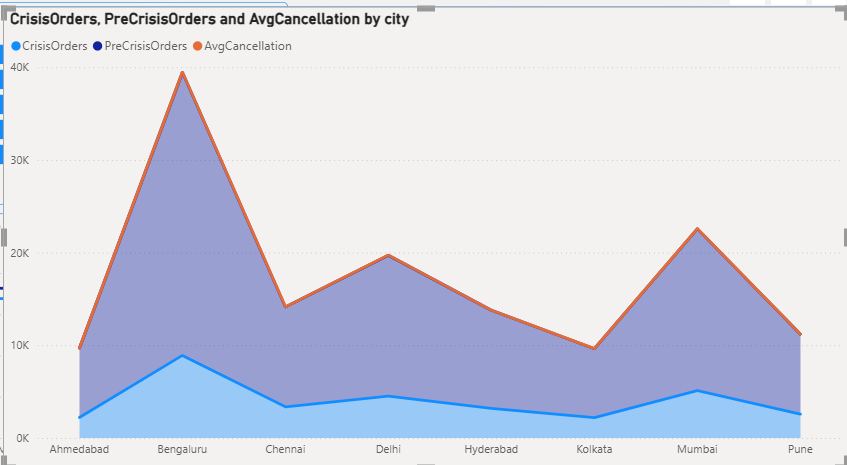 CrisisOrders, PreCrisisOrders and AvgCancellation by city
CrisisOrders PreCrisisOrders AvgCancellation
40K
30K
20K
10K
0K
Ahmedabad Bengaluru Chennai Delhi Hyderabad Kolkata Mumbai Pune